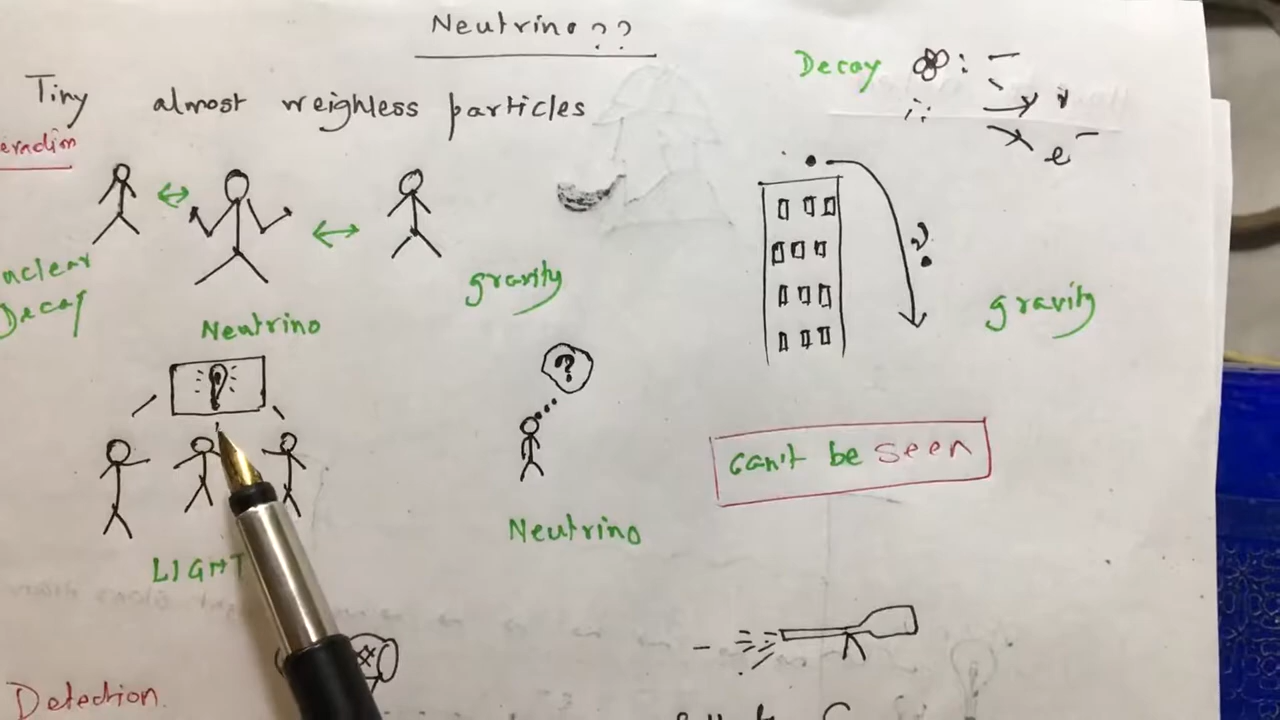 Neutrino??
Tiny almost weighless particles
Decay
e-
nuclear
Decay
Neutrino
gravity
gravity
?
can't be seen
Neutrino
LIGHT
Detection.